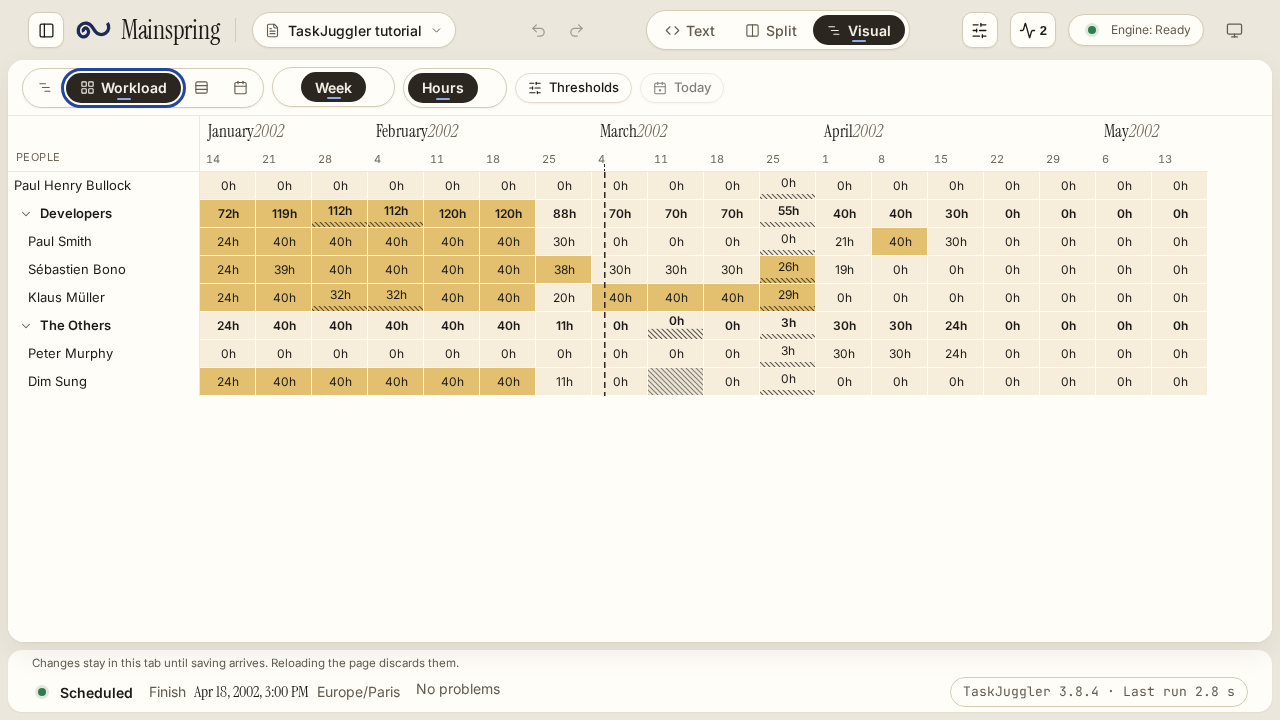 Mainspring TaskJuggler tutorial Text Split Visual 2 Engine: Ready
Workload Week Hours Thresholds Today
January2002 February2002 March2002 April2002 May2002
PEOPLE 14 21 28 4 11 18 25 4 11 18 25 1 8 15 22 29 6 13
Paul Henry Bullock 0h 0h 0h 0h 0h 0h 0h 0h 0h 0h 0h 0h 0h 0h 0h 0h 0h 0h
Developers 72h 119h 112h 112h 120h 120h 88h 70h 70h 70h 55h 40h 40h 30h 0h 0h 0h 0h
Paul Smith 24h 40h 40h 40h 40h 40h 30h 0h 0h 0h 0h 21h 40h 30h 0h 0h 0h 0h
Sébastien Bono 24h 39h 40h 40h 40h 40h 38h 30h 30h 30h 26h 19h 0h 0h 0h 0h 0h 0h
Klaus Müller 24h 40h 32h 32h 40h 40h 20h 40h 40h 40h 29h 0h 0h 0h 0h 0h 0h 0h
The Others 24h 40h 40h 40h 40h 40h 11h 0h 0h 0h 3h 30h 30h 24h 0h 0h 0h 0h
Peter Murphy 0h 0h 0h 0h 0h 0h 0h 0h 0h 0h 3h 30h 30h 24h 0h 0h 0h 0h
Dim Sung 24h 40h 40h 40h 40h 40h 11h 0h 0h 0h 0h 0h 0h 0h 0h 0h 0h
Changes stay in this tab until saving arrives. Reloading the page discards them.
Scheduled Finish Apr 18, 2002, 3:00 PM Europe/Paris No problems TaskJuggler 3.8.4 · Last run 2.8 s